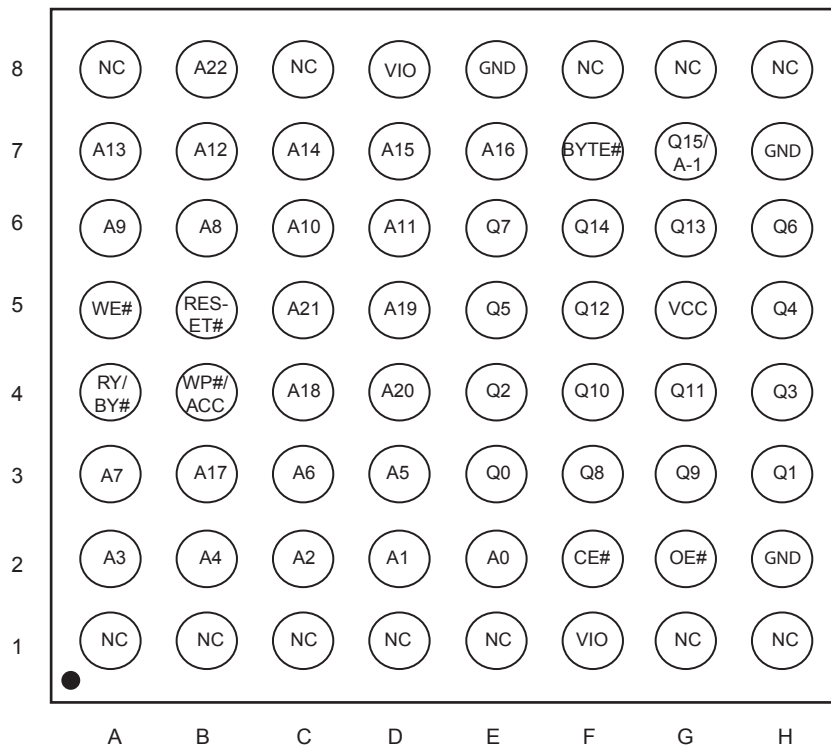 8 NC A22 NC VIO GND NC NC NC
7 A13 A12 A14 A15 A16 BYTE# Q15/A-1 GND
6 A9 A8 A10 A11 Q7 Q14 Q13 Q6
5 WE# RES-ET# A21 A19 Q5 Q12 VCC Q4
4 RY/BY# WP#/ACC A18 A20 Q2 Q10 Q11 Q3
3 A7 A17 A6 A5 Q0 Q8 Q9 Q1
2 A3 A4 A2 A1 A0 CE# OE# GND
1 NC NC NC NC NC VIO NC NC
A B C D E F G H